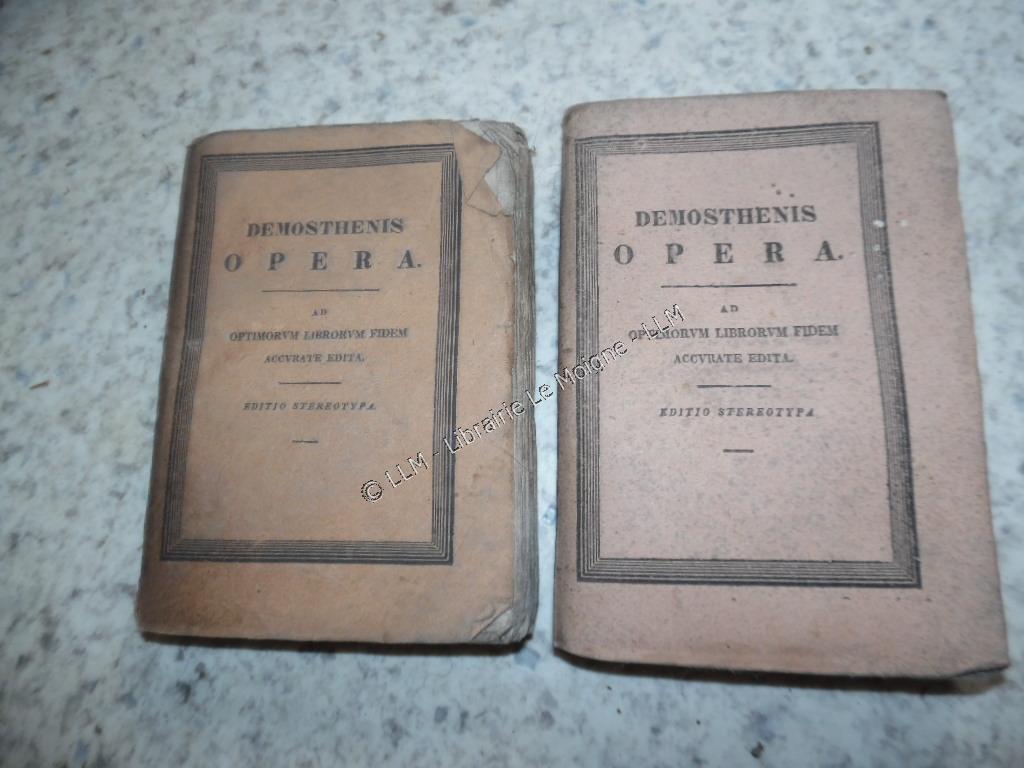 DEMOSTHENIS
OPERA.
AD
OPTIMORVM LIBRORVM FIDEM
ACCVRATE EDITA.
EDITIO STEREOTYPA.
DEMOSTHENIS
OPERA.
AD
OPTIMORVM LIBRORVM FIDEM
ACCVRATE EDITA.
EDITIO STEREOTYPA
© LLM - Librairie Le Moigne - LLM